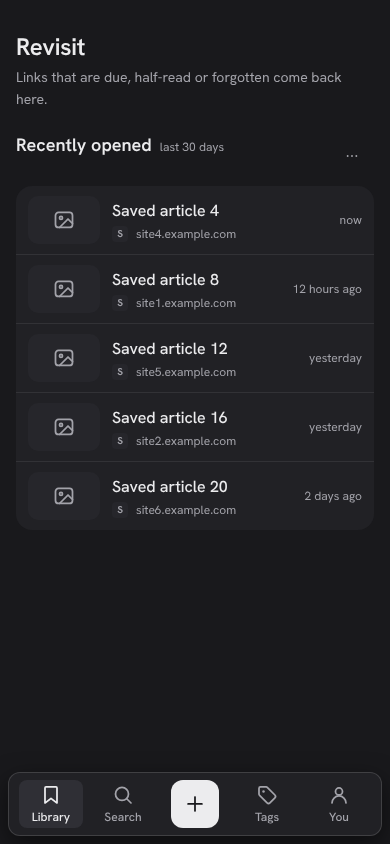 Revisit
Links that are due, half-read or forgotten come back
here.
Recently opened last 30 days
...
Saved article 4
S site4.example.com
now
Saved article 8
S site1.example.com
12 hours ago
Saved article 12
S site5.example.com
yesterday
Saved article 16
S site2.example.com
yesterday
Saved article 20
S site6.example.com
2 days ago
Library
Search
Tags
You